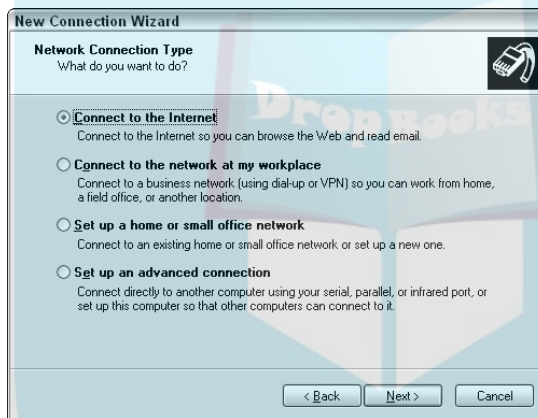 New Connection Wizard
Network Connection Type
What do you want to do?
Connect to the Internet
Connect to the Internet so you can browse the Web and read email.
Connect to the network at my workplace
Connect to a business network (using dial-up or VPN) so you can work from home,
a field office, or another location.
Set up a home or small office network
Connect to an existing home or small office network or set up a new one.
Set up an advanced connection
Connect directly to another computer using your serial, parallel, or infrared port, or
set up this computer so that other computers can connect to it.
< Back Next > Cancel
DropBooks